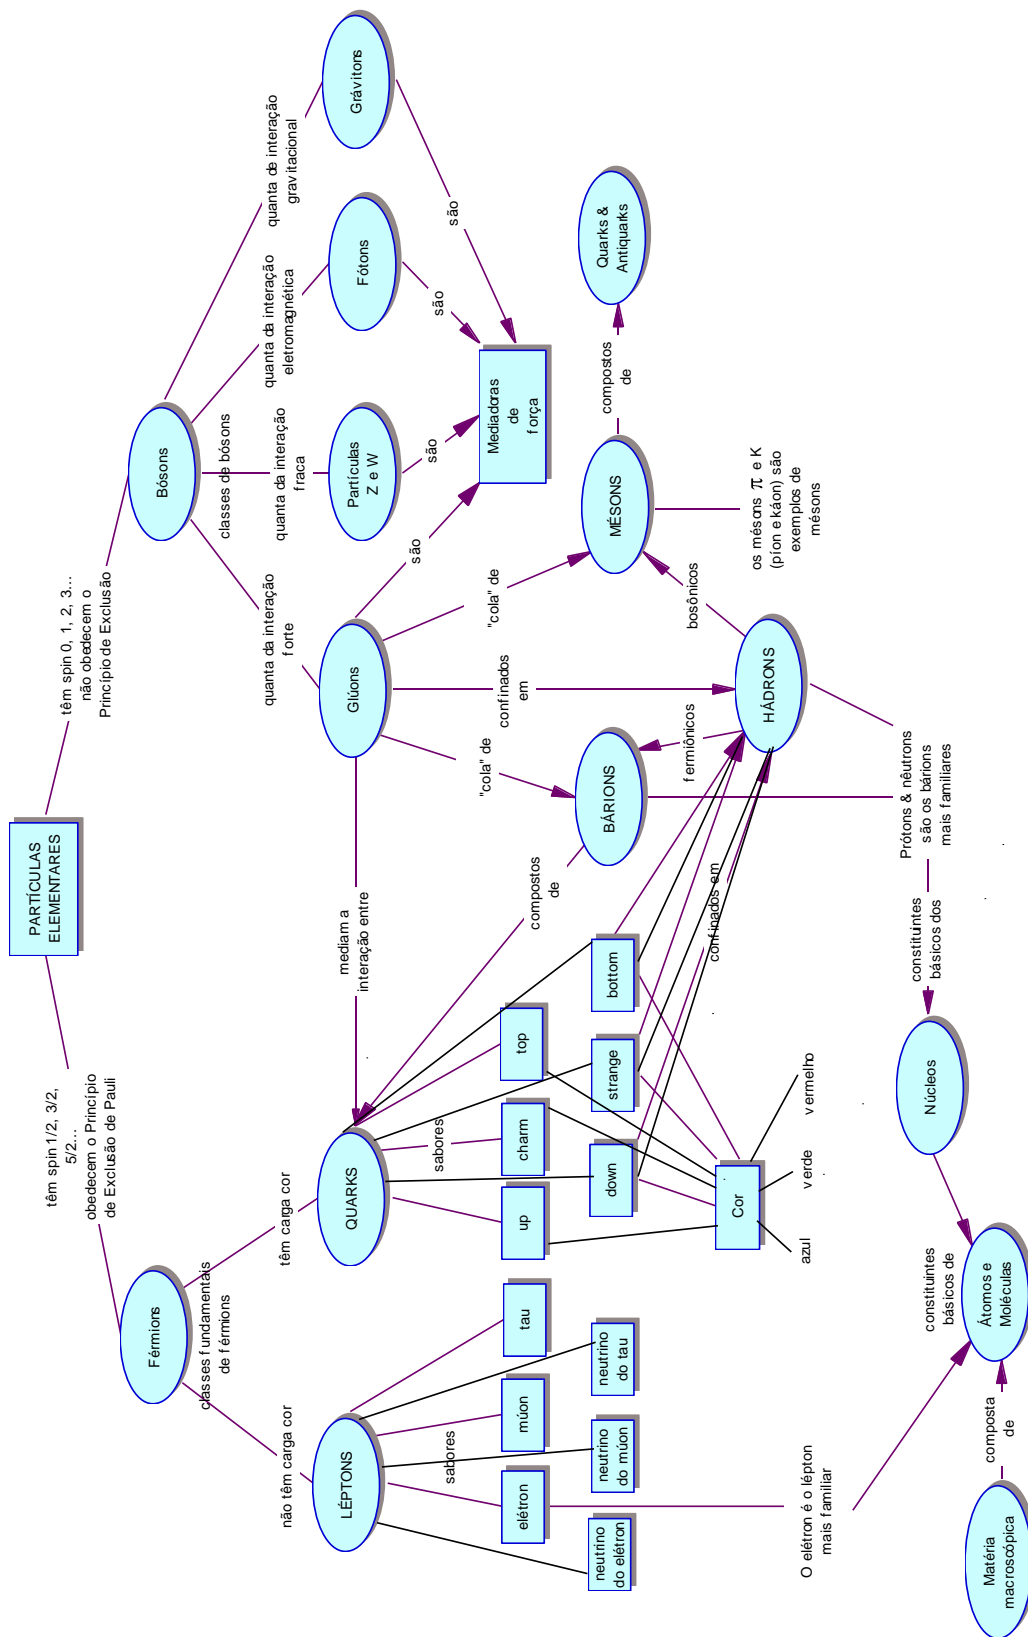 PARTÍCULAS
ELEMENTARES
têm spin 1/2, 3/2,
5/2...
obedecem o Princípio
de Exclusão de Pauli
têm spin 0, 1, 2, 3...
não obedecem o
Princípio de Exclusão
Férmions
classes fundamentais
de férmions
Bósons
classes de bósons
não têm carga cor
têm carga cor
quanta da interação
forte
quanta da interação
fraca
quanta da interação
eletromagnética
quanta de interação
gravitacional
LÉPTONS
QUARKS
mediam a
interação entre
Glúons
Partículas
Z e W
Fótons
Grávitons
sabores
sabores
são
são
são
são
elétron
múon
tau
up
charm
top
compostos
de
"cola" de
confinados
em
"cola" de
Mediadoras
de
força
neutrino
do elétron
neutrino
do múon
neutrino
do tau
down
strange
bottom
BÁRIONS
MÉSONS
compostos
de
Quarks &
Antiquarks
fermiônicos
bosônicos
confinados em
Cor
HÁDRONS
os mésons π e K
(píon e káon) são
exemplos de
mésons
azul
verde
vermelho
O elétron é o lépton
mais familiar
Prótons & nêutrons
são os bárions
mais familiares
constituintes
básicos dos
Núcleos
constituintes
básicos de
Átomos e
Moléculas
composta
de
Matéria
macroscópica